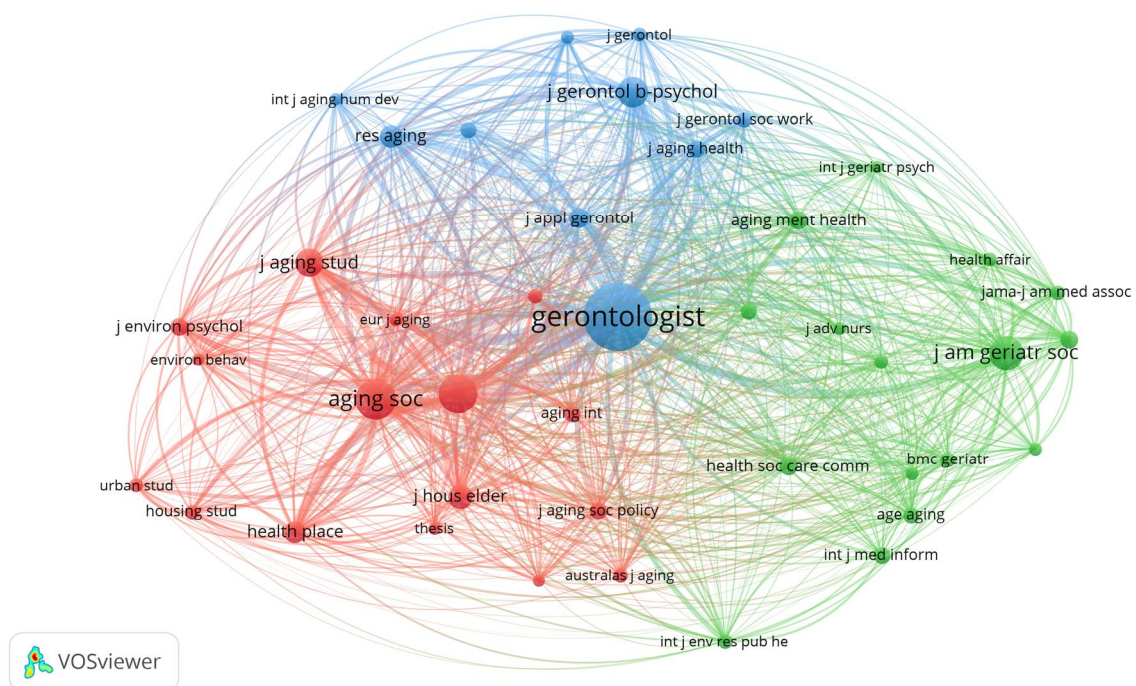 j gerontol
j gerontol b-psychol
int j aging hum dev
j gerontol soc work
res aging
j aging health
int j geriatr psych
j appl gerontol
aging ment health
j aging stud
health affair
jama-j am med assoc
gerontologist
eur j aging
j environ psychol
j adv nurs
environ behav
j am geriatr soc
aging soc
aging int
health soc care comm
bmc geriatr
urban stud
j hous elder
housing stud
j aging soc policy
age aging
health place
thesis
int j med inform
australas j aging
int j env res pub he
VOSviewer